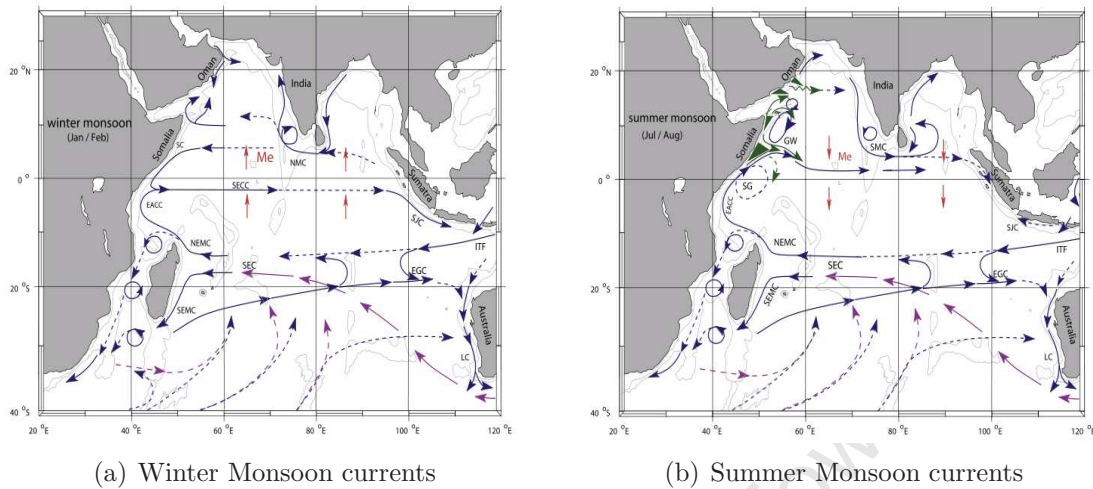 20 °N
0 °
20 °S
40 °S
20 °E
40 °E
60 °E
80 °E
100 °E
120 °E
winter monsoon
(Jan / Feb)
Oman
India
Somalia
SC
Me
NMC
Sumatra
SECC
EACC
SJC
NEMC
ITF
SEC
EGC
SEMC
Australia
LC
(a) Winter Monsoon currents
20 °N
0 °
20 °S
40 °S
20 °E
40 °E
60 °E
80 °E
100 °E
120 °E
summer monsoon
(Jul / Aug)
Oman
India
Somalia
GW
Me
SMC
Sumatra
SG
EACC
SJC
NEMC
ITF
SEC
EGC
SEMC
Australia
LC
(b) Summer Monsoon currents